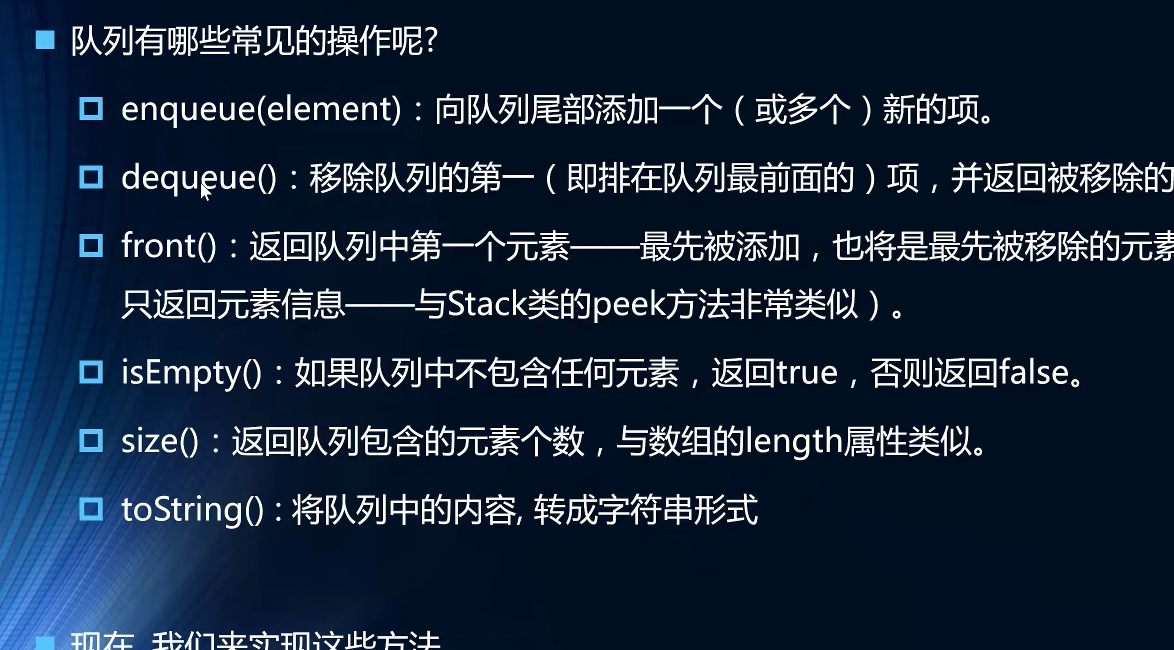 队列有哪些常见的操作呢?
enqueue(element)：向队列尾部添加一个（或多个）新的项。
dequeue()：移除队列的第一（即排在队列最前面的）项，并返回被移除的
front()：返回队列中第一个元素——最先被添加，也将是最先被移除的元素
只返回元素信息——与Stack类的peek方法非常类似）。
isEmpty()：如果队列中不包含任何元素，返回true，否则返回false。
size()：返回队列包含的元素个数，与数组的length属性类似。
toString()：将队列中的内容, 转成字符串形式
现在, 我们来实现这些方法